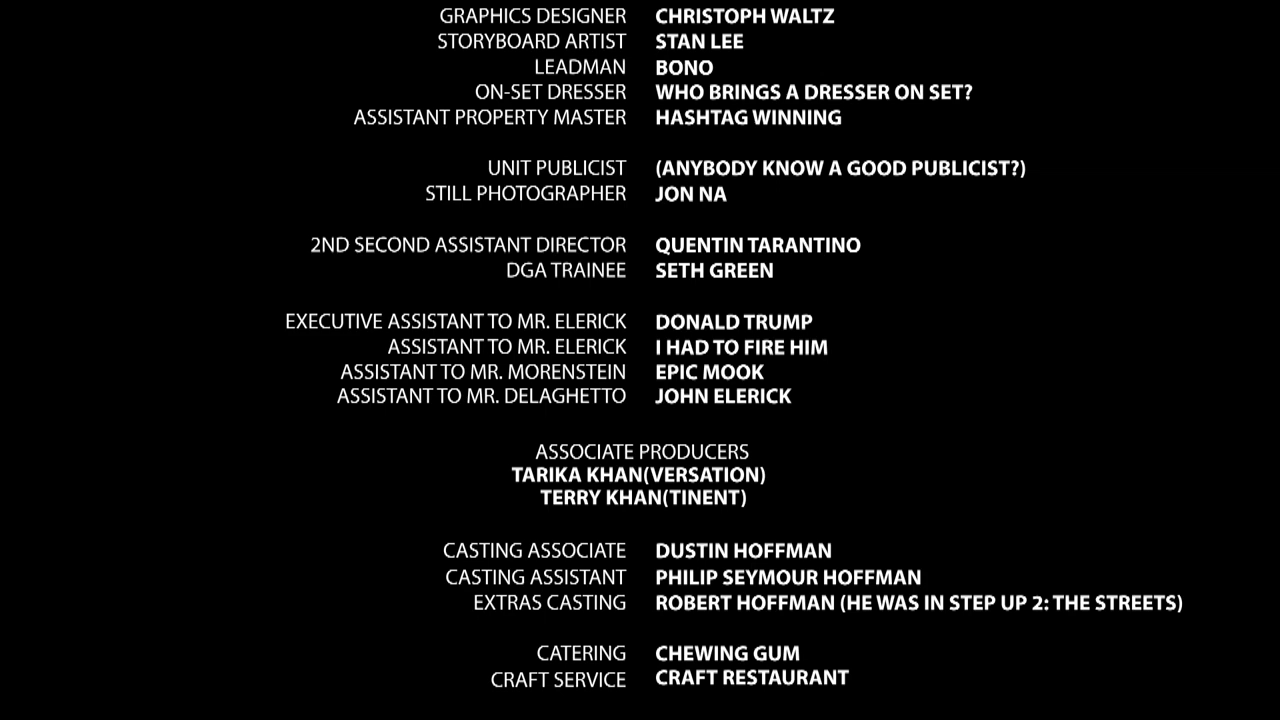 GRAPHICS DESIGNER CHRISTOPH WALTZ
STORYBOARD ARTIST STAN LEE
LEADMAN BONO
ON-SET DRESSER WHO BRINGS A DRESSER ON SET?
ASSISTANT PROPERTY MASTER HASHTAG WINNING
UNIT PUBLICIST (ANYBODY KNOW A GOOD PUBLICIST?)
STILL PHOTOGRAPHER JON NA
2ND SECOND ASSISTANT DIRECTOR QUENTIN TARANTINO
DGA TRAINEE SETH GREEN
EXECUTIVE ASSISTANT TO MR. ELERICK DONALD TRUMP
ASSISTANT TO MR. ELERICK I HAD TO FIRE HIM
ASSISTANT TO MR. MORENSTEIN EPIC MOOK
ASSISTANT TO MR. DELAGHETTO JOHN ELERICK
ASSOCIATE PRODUCERS
TARIKA KHAN(VERSATION)
TERRY KHAN(TINENT)
CASTING ASSOCIATE DUSTIN HOFFMAN
CASTING ASSISTANT PHILIP SEYMOUR HOFFMAN
EXTRAS CASTING ROBERT HOFFMAN (HE WAS IN STEP UP 2: THE STREETS)
CATERING CHEWING GUM
CRAFT SERVICE CRAFT RESTAURANT